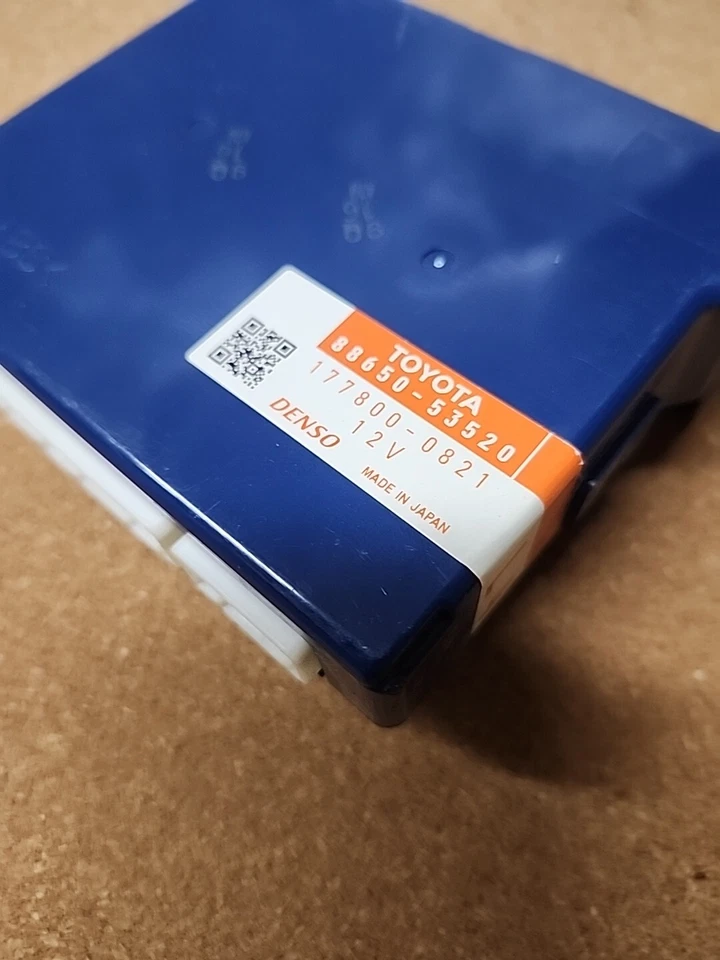 TOYOTA
88650-53520
177800-0821
12V
DENSO
MADE IN JAPAN